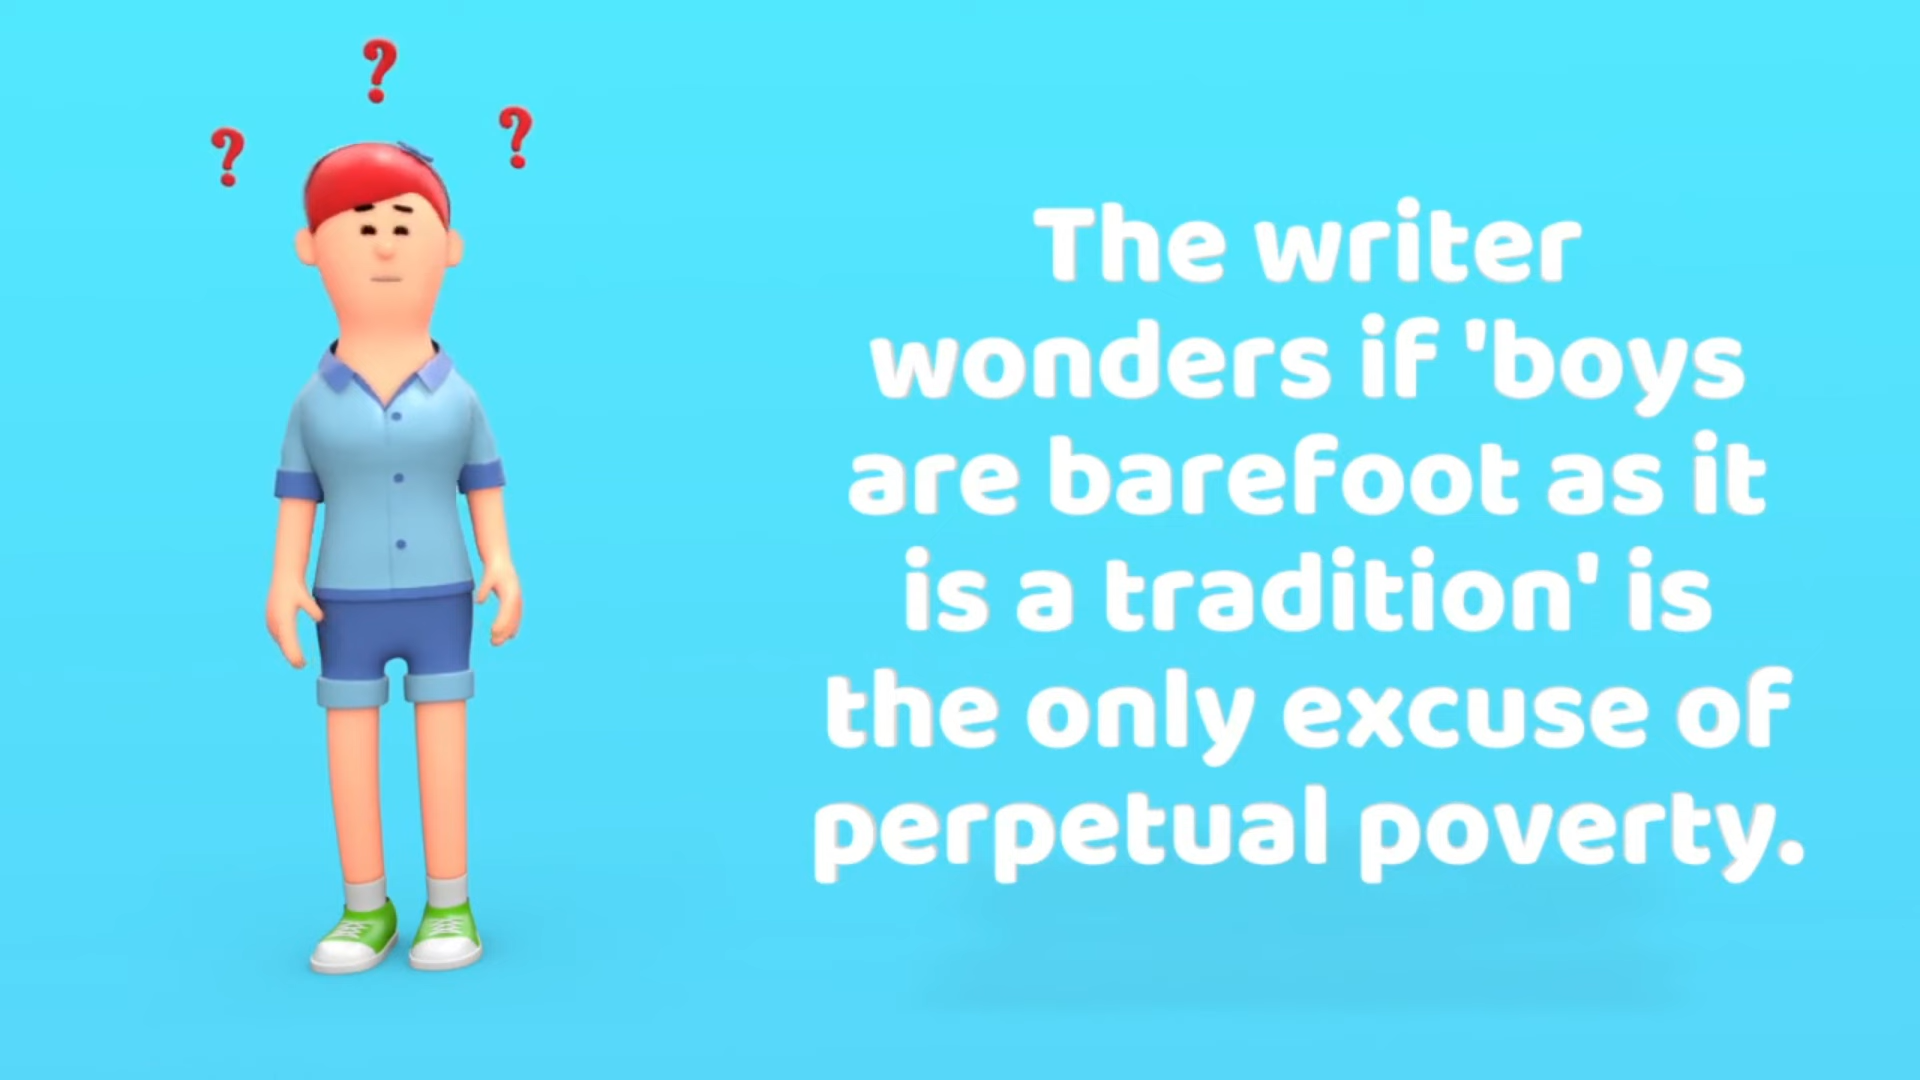 ?
?
?
The writer
wonders if 'boys
are barefoot as it
is a tradition' is
the only excuse of
perpetual poverty.